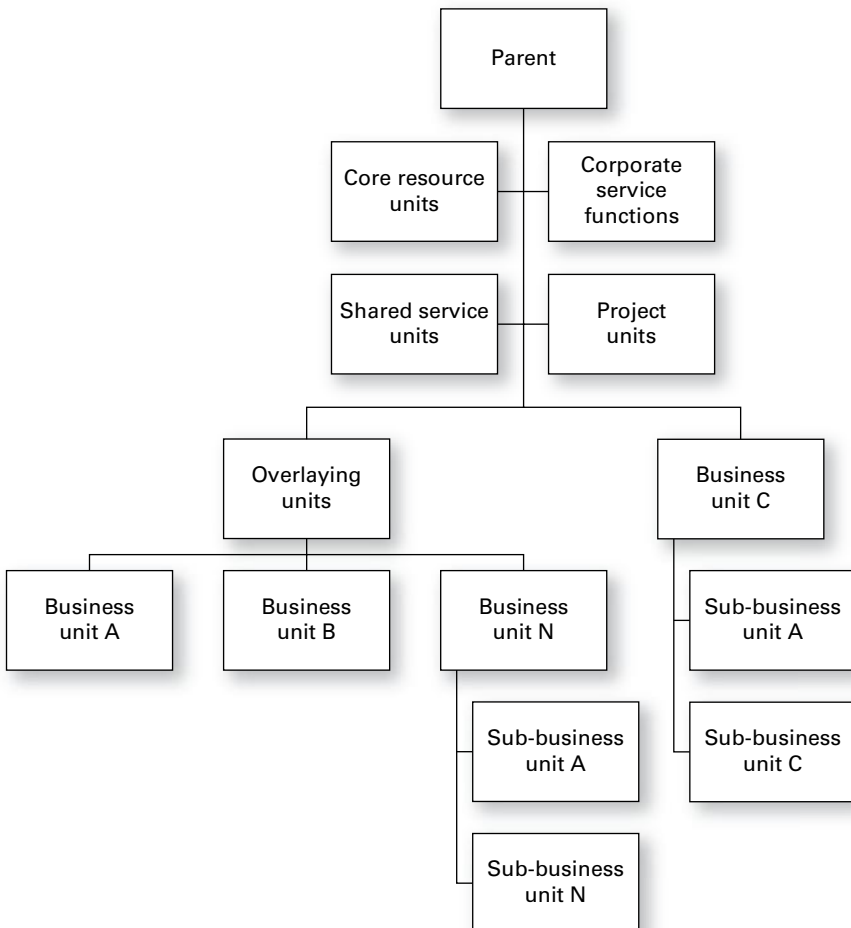 Parent
Core resource
units
Corporate
service
functions
Shared service
units
Project
units
Overlaying
units
Business
unit C
Business
unit A
Business
unit B
Business
unit N
Sub-business
unit A
Sub-business
unit A
Sub-business
unit C
Sub-business
unit N